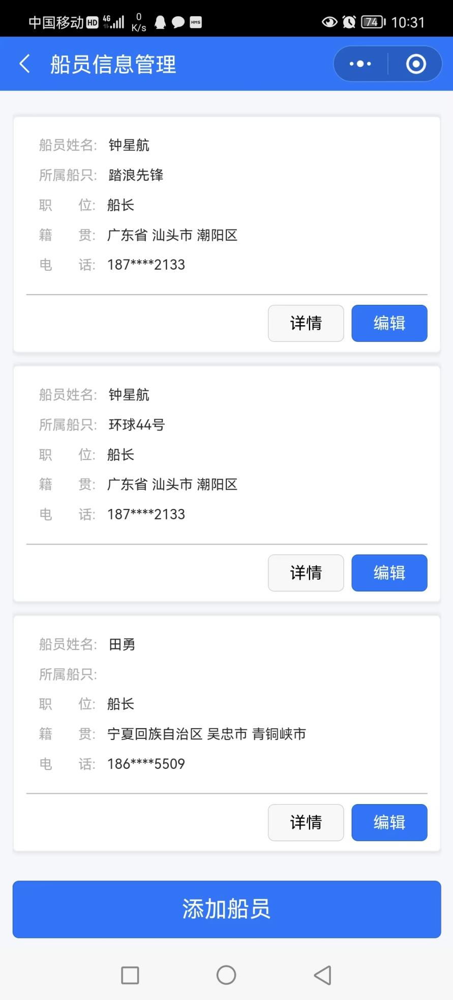 中国移动 HD 4G 0 K/s HMS 74 10:31
船员信息管理
船员姓名: 钟星航
所属船只: 踏浪先锋
职 位: 船长
籍 贯: 广东省 汕头市 潮阳区
电 话: 187****2133
详情 编辑
船员姓名: 钟星航
所属船只: 环球44号
职 位: 船长
籍 贯: 广东省 汕头市 潮阳区
电 话: 187****2133
详情 编辑
船员姓名: 田勇
所属船只:
职 位: 船长
籍 贯: 宁夏回族自治区 吴忠市 青铜峡市
电 话: 186****5509
详情 编辑
添加船员